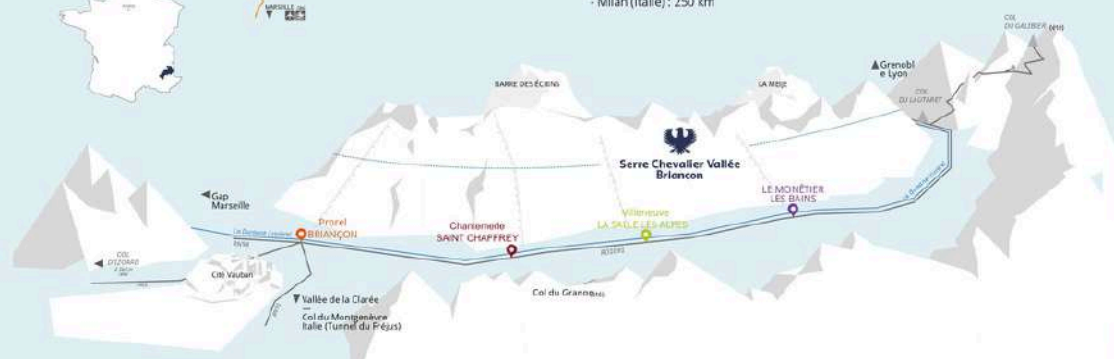 MARSEILLE
- Milan (Italie) : 250 km
COL
DU GALIBIER
Grenobl
e Lyon
COL
DU LAUTARET
BARRE DES ÉCRINS
LA MEIJE
Serre Chevalier Vallée
Briançon
LE MONÊTIER
LES BAINS
Gap
Marseille
Prorel
BRIANÇON
Chantemerle
SAINT CHAFFREY
Villeneuve
LA SALLE LES ALPES
La Durance
COL
D'IZOARD
Cité Vauban
Vallée de la Clarée
Col du Montgenèvre
Italie (Tunnel du Fréjus)
Col du Granon